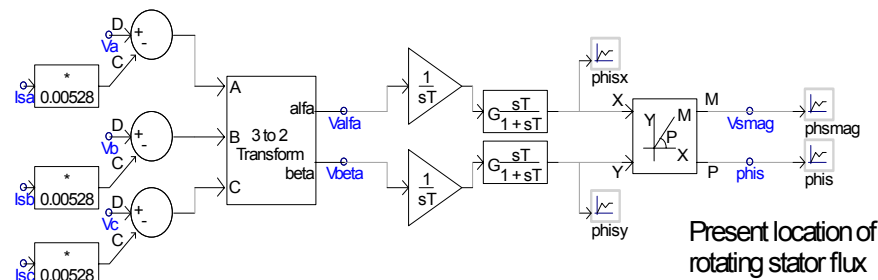 D
+
-
Va
C
*
0.00528
Isa
D
+
-
Vb
C
*
0.00528
Isb
D
+
-
Vc
C
*
0.00528
Isc
A
B
C
3 to 2
Transform
alfa
beta
Valfa
Vbeta
1
sT
1
sT
G sT
1 + sT
G sT
1 + sT
phisx
phisy
X
Y
Y
M
P
X
M
P
Vsmag
phis
phsmag
phis
Present location of
rotating stator flux